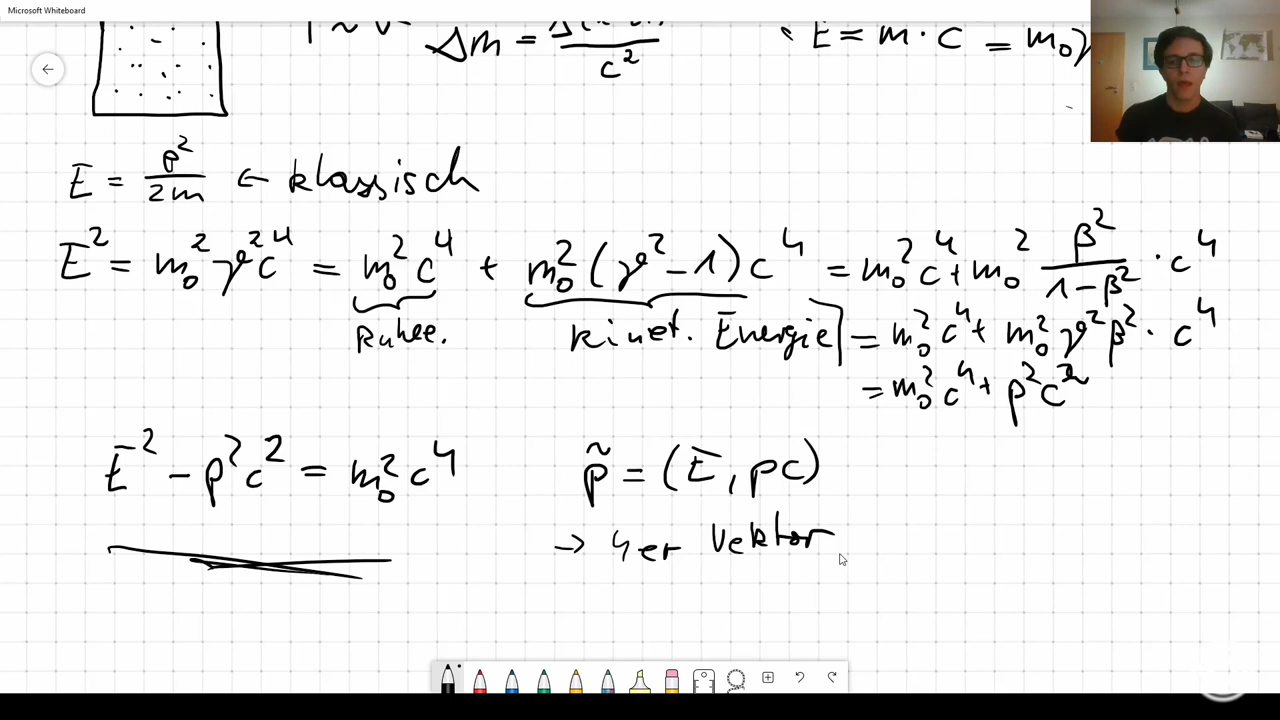 Microsoft Whiteboard
Δm = c²
E = m · c = m₀γ
E = p²/2m ← klassisch
E² = m₀²γ²c⁴ = m₀²c⁴ + m₀²(γ²-1)c⁴ = m₀²c⁴ + m₀² β²/(1-β²) · c⁴
Ruhee. kinet. Energie
= m₀²c⁴ + m₀²γ²β² · c⁴
= m₀²c⁴ + p²c²
E² - p²c² = m₀²c⁴
p̃ = (E, pc)
→ 4er Vektor